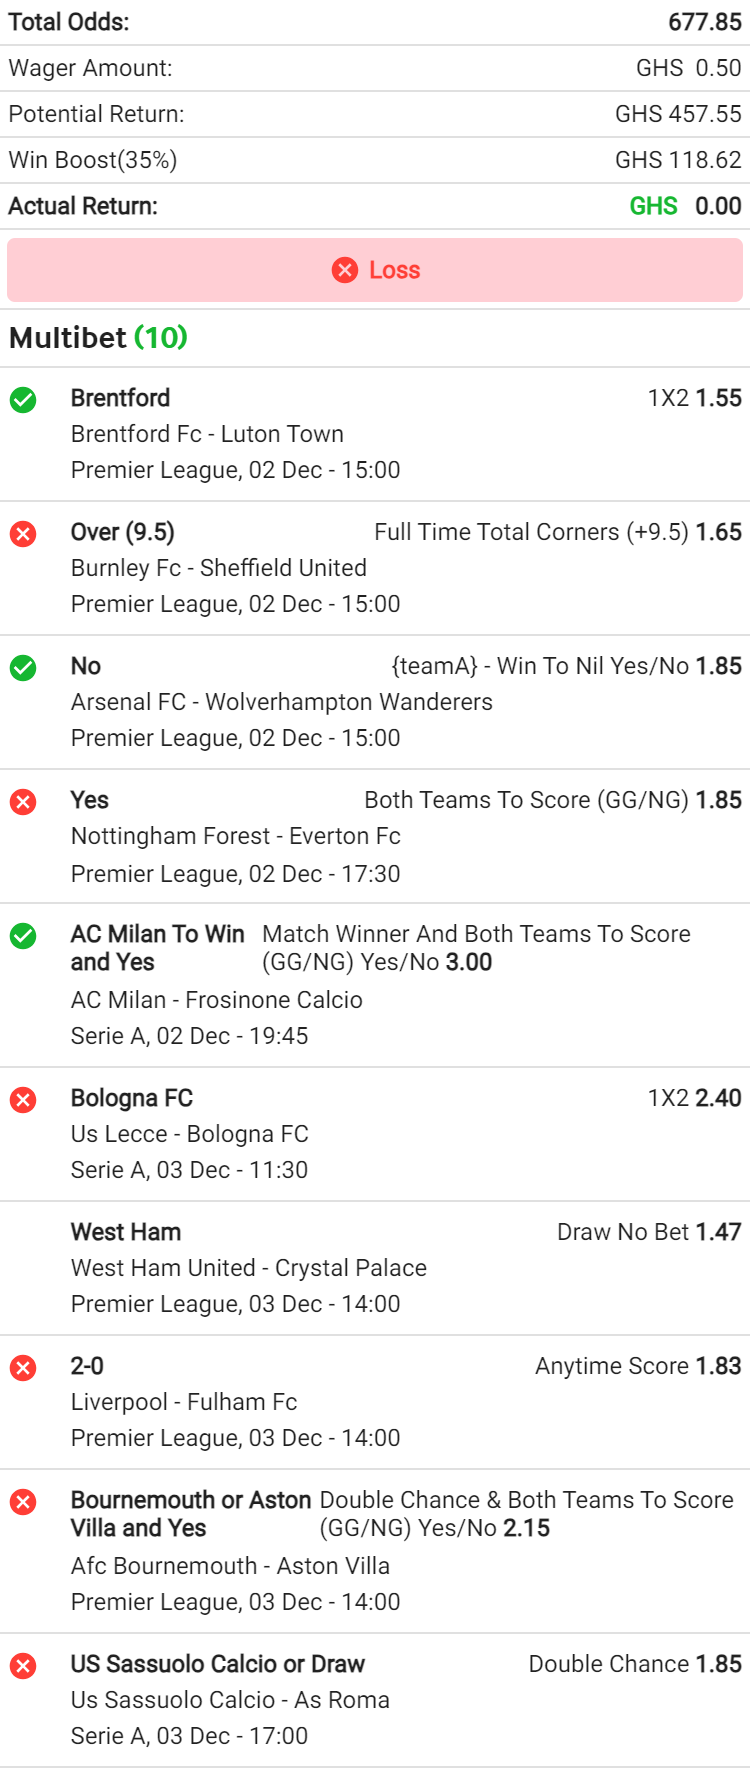 Total Odds: 677.85
Wager Amount: GHS 0.50
Potential Return: GHS 457.55
Win Boost(35%) GHS 118.62
Actual Return: GHS 0.00
Loss
Multibet (10)
Brentford 1X2 1.55
Brentford Fc - Luton Town
Premier League, 02 Dec - 15:00
Over (9.5) Full Time Total Corners (+9.5) 1.65
Burnley Fc - Sheffield United
Premier League, 02 Dec - 15:00
No {teamA} - Win To Nil Yes/No 1.85
Arsenal FC - Wolverhampton Wanderers
Premier League, 02 Dec - 15:00
Yes Both Teams To Score (GG/NG) 1.85
Nottingham Forest - Everton Fc
Premier League, 02 Dec - 17:30
AC Milan To Win Match Winner And Both Teams To Score
and Yes (GG/NG) Yes/No 3.00
AC Milan - Frosinone Calcio
Serie A, 02 Dec - 19:45
Bologna FC 1X2 2.40
Us Lecce - Bologna FC
Serie A, 03 Dec - 11:30
West Ham Draw No Bet 1.47
West Ham United - Crystal Palace
Premier League, 03 Dec - 14:00
2-0 Anytime Score 1.83
Liverpool - Fulham Fc
Premier League, 03 Dec - 14:00
Bournemouth or Aston Double Chance & Both Teams To Score
Villa and Yes (GG/NG) Yes/No 2.15
Afc Bournemouth - Aston Villa
Premier League, 03 Dec - 14:00
US Sassuolo Calcio or Draw Double Chance 1.85
Us Sassuolo Calcio - As Roma
Serie A, 03 Dec - 17:00